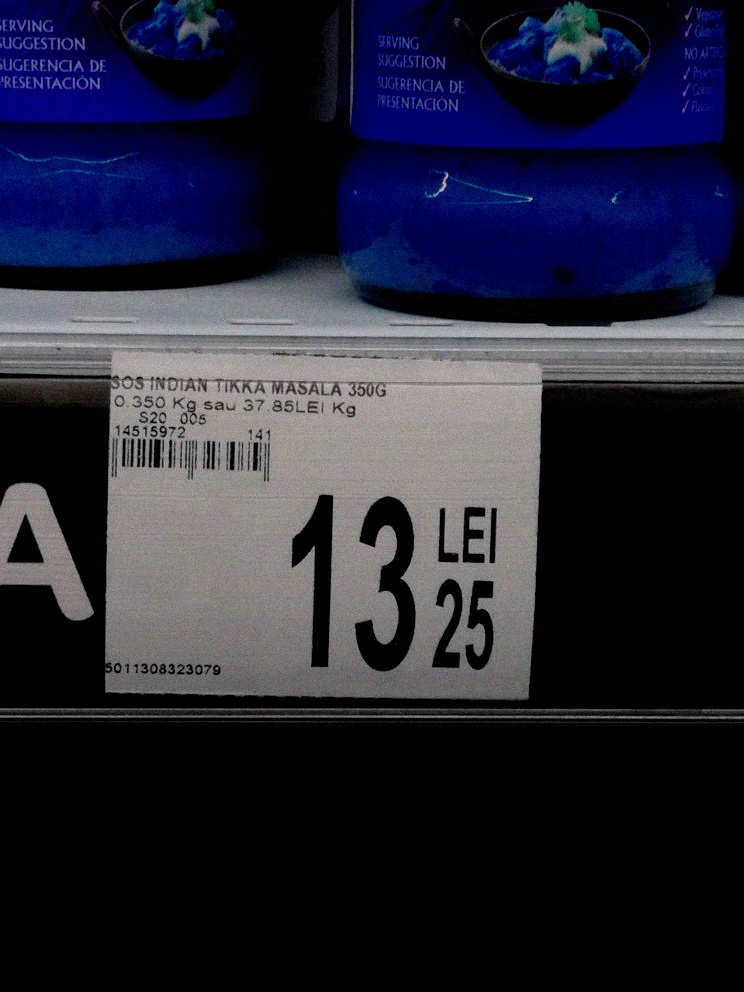 SERVING
SUGGESTION
SUGERENCIA DE
PRESENTACIÓN
SERVING
SUGGESTION
SUGERENCIA DE
PRESENTACIÓN
SOS INDIAN TIKKA MASALA 350G
0.350 Kg sau 37.85LEI Kg
S20 005
14515972 141
13 LEI
25
A
5011308323079